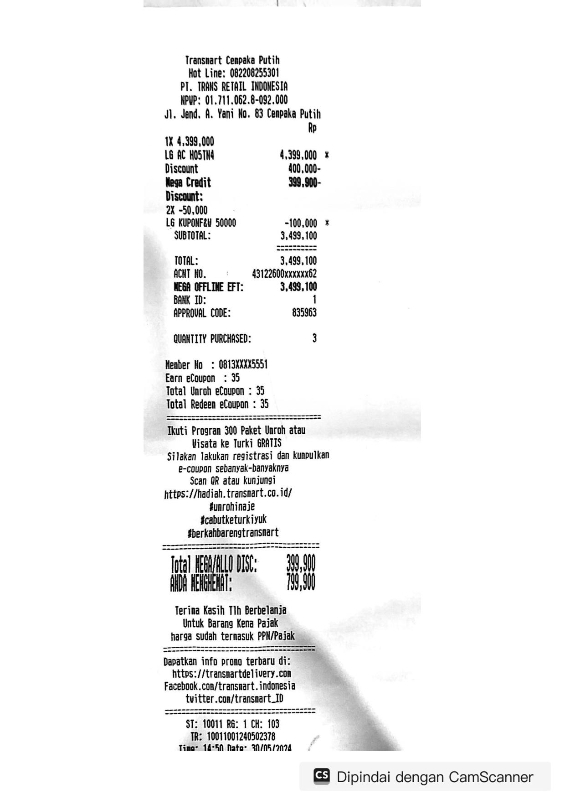 Transmart Cempaka Putih
Hot Line: 082208255301
PT. TRANS RETAIL INDONESIA
NPWP: 01.711.062.8-092.000
Jl. Jend. A. Yani No. 83 Cempaka Putih
Rp
1X 4,399,000
LG AC H05TN4 4,399,000 *
Discount 400,000-
Mega Credit 399,900-
Discount:
2X -50,000
LG KUPONF&W 50000 -100,000 *
SUBTOTAL: 3,499,100
==========
TOTAL: 3,499,100
ACNT NO. 43122600xxxxxx62
MEGA OFFLINE EFT: 3,499,100
BANK ID: 1
APPROVAL CODE: 835963
QUANTITY PURCHASED: 3
Member No : 0813XXXX5551
Earn eCoupon : 35
Total Umroh eCoupon : 35
Total Redeem eCoupon : 35
======================================
Ikuti Program 300 Paket Umroh atau
Wisata ke Turki GRATIS
Silakan lakukan registrasi dan kumpulkan
e-coupon sebanyak-banyaknya
Scan QR atau kunjungi
https://hadiah.transmart.co.id/
#umrohinaje
#cabutketurkiyuk
#berkahbarengtransmart
======================================
Total MEGA/ALLO DISC: 399,900
ANDA MENGHEMAT: 799,900
Terima Kasih Tlh Berbelanja
Untuk Barang Kena Pajak
harga sudah termasuk PPN/Pajak
======================================
Dapatkan info promo terbaru di:
https://transmartdelivery.com
Facebook.com/transmart.indonesia
twitter.com/transmart_ID
======================================
ST: 10011 RG: 1 CH: 103
TR: 10011001240502378
Time: 14:50 Date: 30/05/2024
CS Dipindai dengan CamScanner